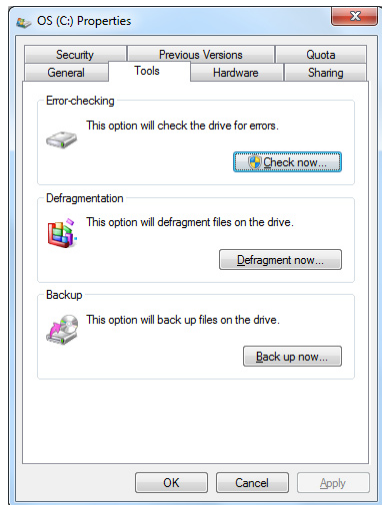 OS (C:) Properties
Security Previous Versions Quota
General Tools Hardware Sharing
Error-checking
This option will check the drive for errors.
Check now...
Defragmentation
This option will defragment files on the drive.
Defragment now...
Backup
This option will back up files on the drive.
Back up now...
OK Cancel Apply